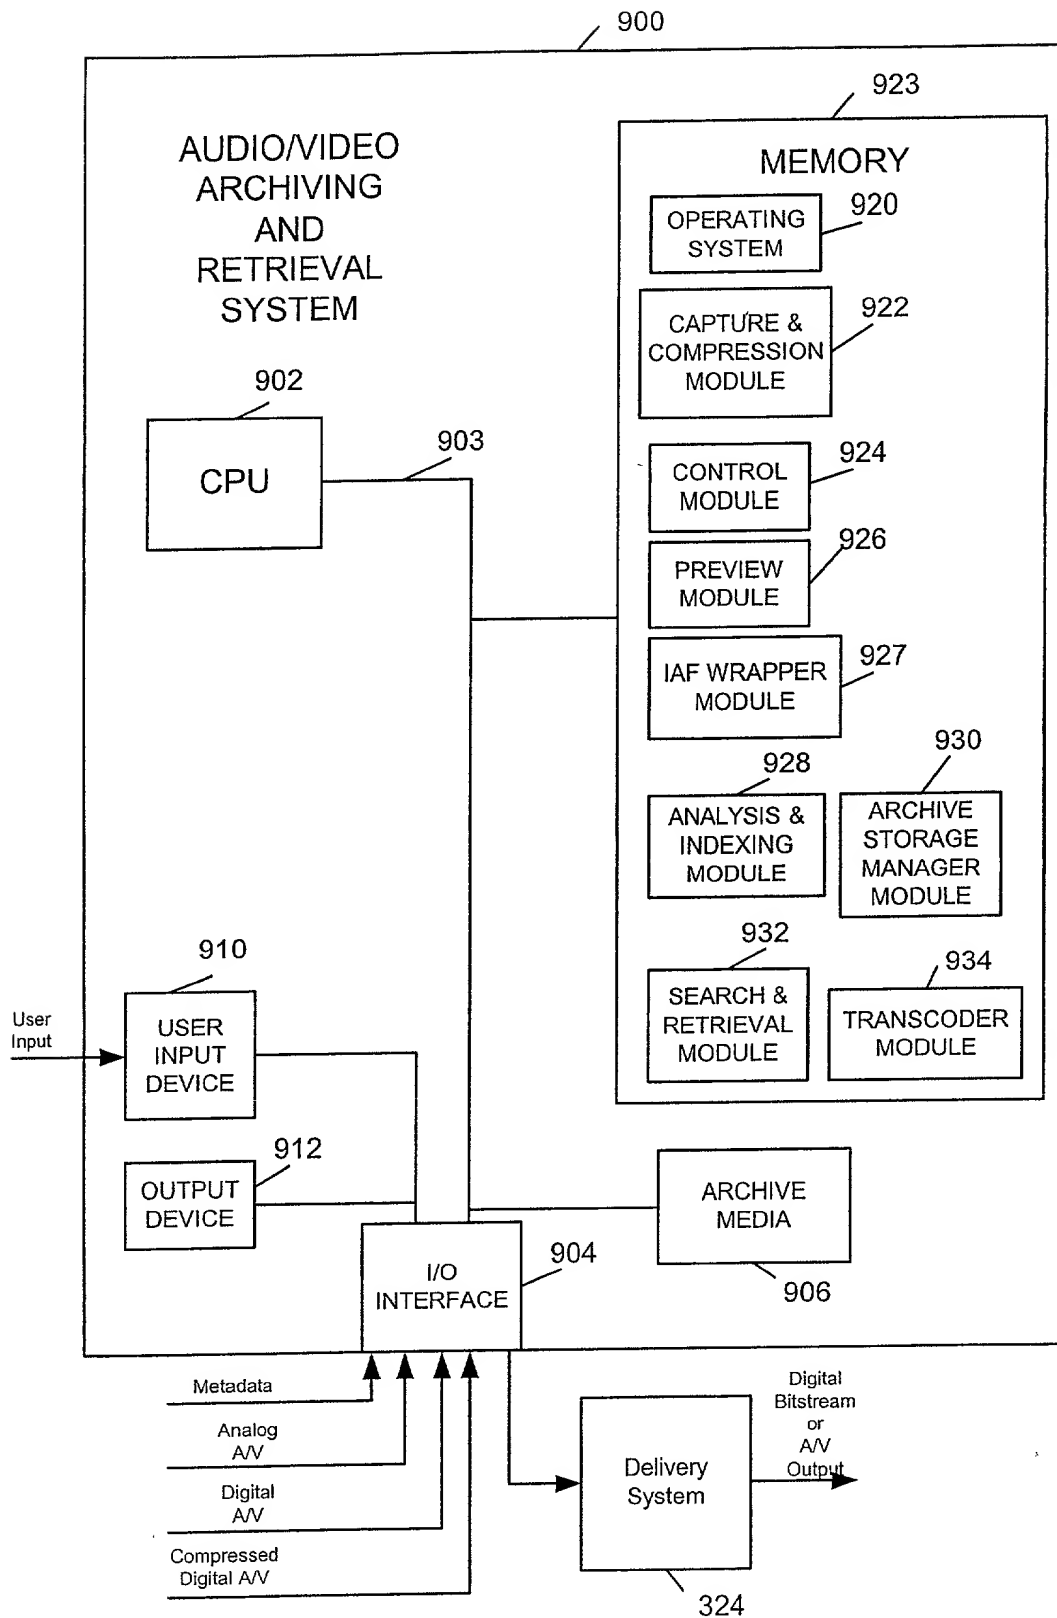 900
923
AUDIO/VIDEO
ARCHIVING
AND
RETRIEVAL
SYSTEM
MEMORY
OPERATING
SYSTEM
920
CAPTURE &
COMPRESSION
MODULE
922
902
CPU
903
CONTROL
MODULE
924
PREVIEW
MODULE
926
IAF WRAPPER
MODULE
927
928
ANALYSIS &
INDEXING
MODULE
930
ARCHIVE
STORAGE
MANAGER
MODULE
932
SEARCH &
RETRIEVAL
MODULE
934
TRANSCODER
MODULE
910
User
Input
USER
INPUT
DEVICE
912
OUTPUT
DEVICE
ARCHIVE
MEDIA
906
I/O
INTERFACE
904
Metadata
Analog
A/V
Digital
A/V
Compressed
Digital A/V
Delivery
System
324
Digital
Bitstream
or
A/V
Output